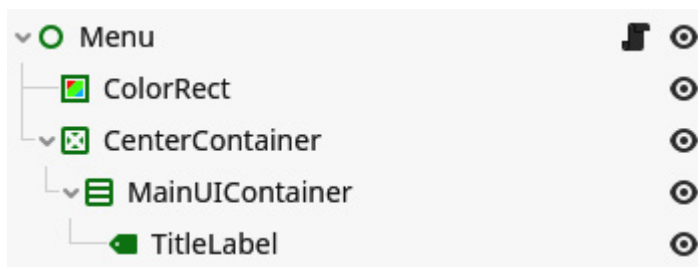 Menu
ColorRect
CenterContainer
MainUIContainer
TitleLabel